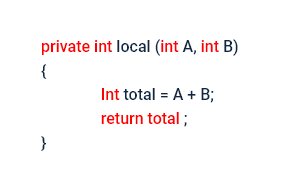 private int local (int A, int B)
{
Int total = A + B;
return total ;
}